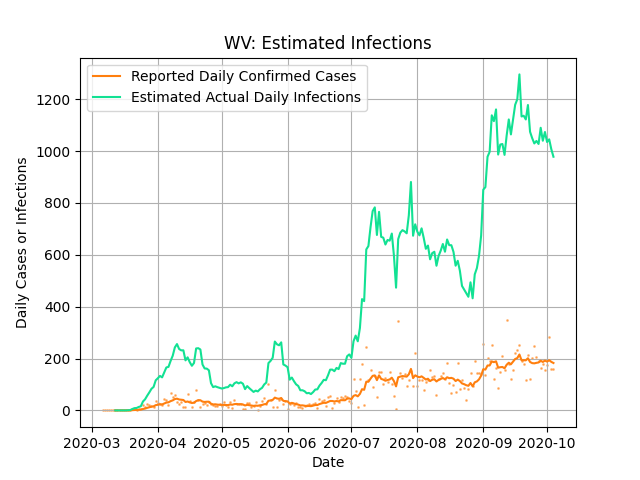 WV: Estimated Infections
Reported Daily Confirmed Cases
Estimated Actual Daily Infections
Daily Cases or Infections
1200
1000
800
600
400
200
0
2020-03 2020-04 2020-05 2020-06 2020-07 2020-08 2020-09 2020-10
Date